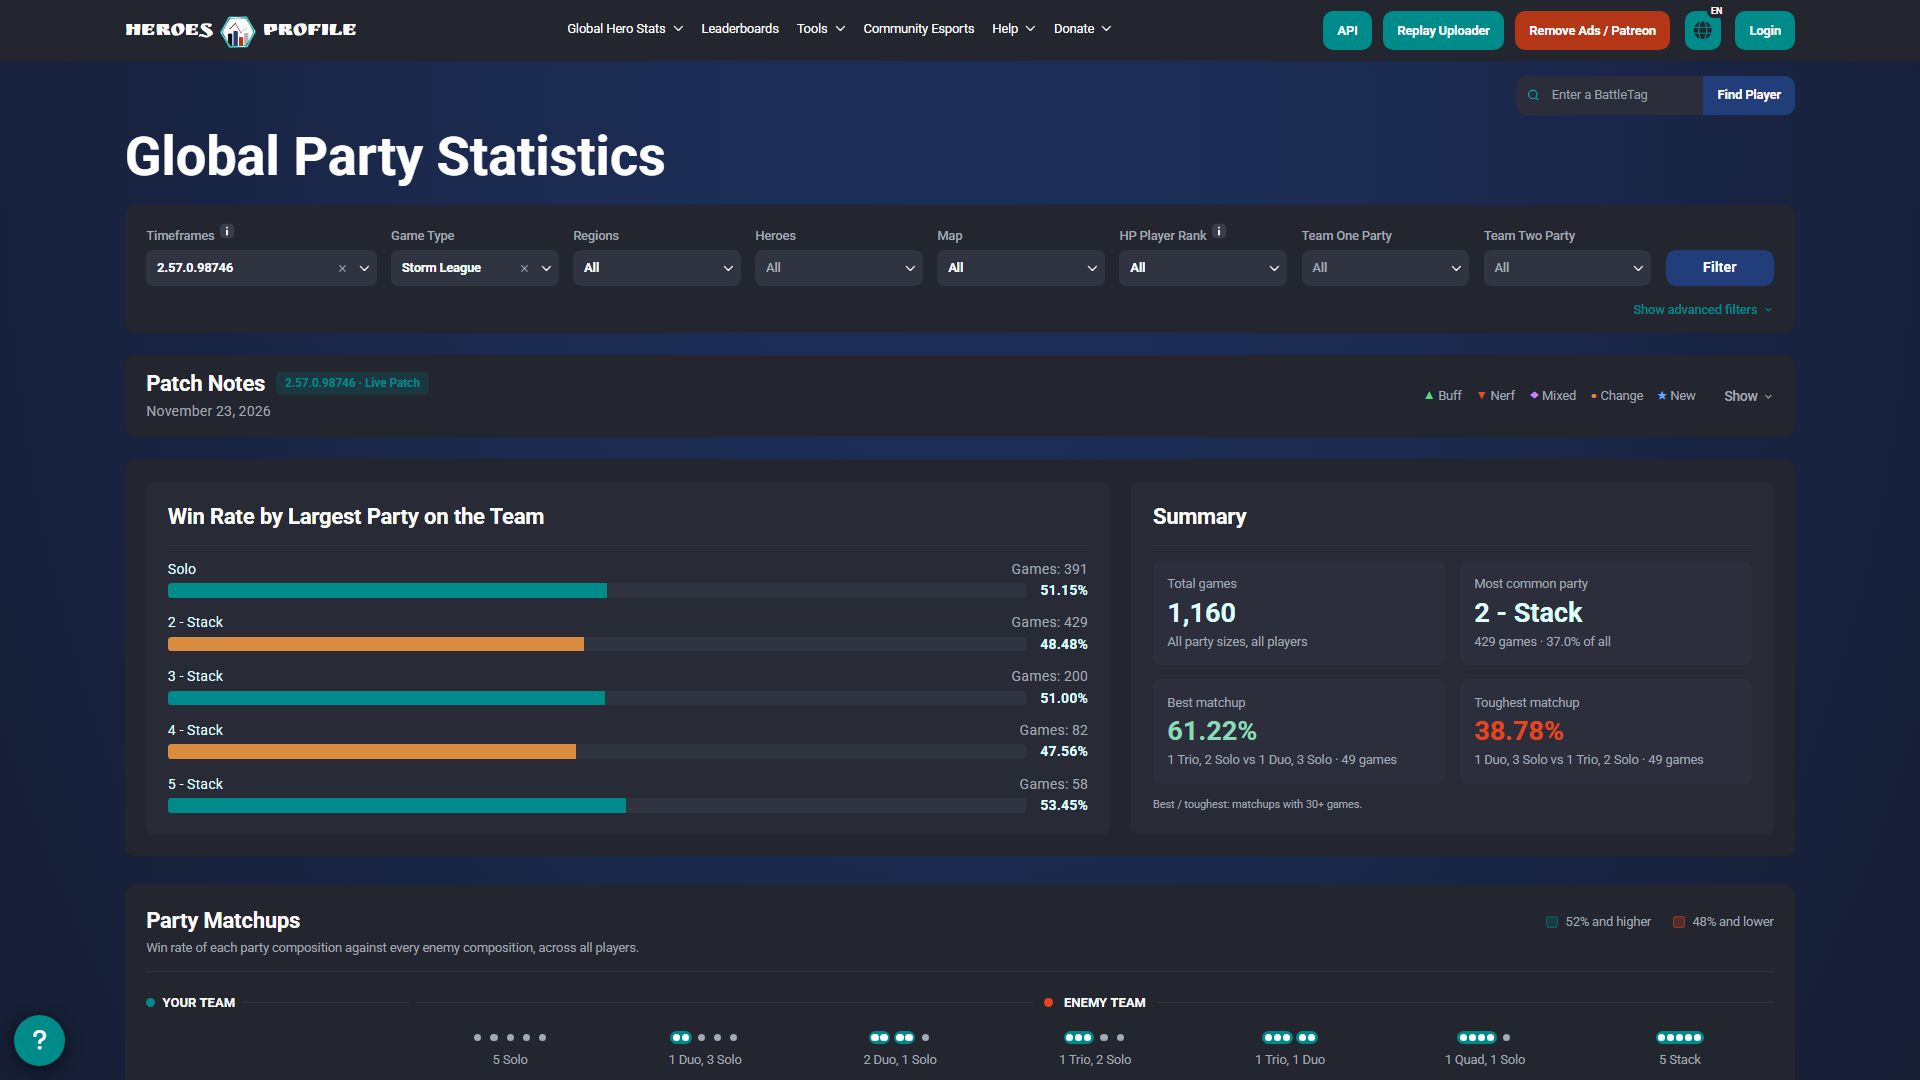 HEROES PROFILE
Global Hero Stats
Leaderboards
Tools
Community Esports
Help
Donate
API
Replay Uploader
Remove Ads / Patreon
EN
Login
Enter a BattleTag
Find Player
Global Party Statistics
Timeframes i
Game Type
Regions
Heroes
Map
HP Player Rank i
Team One Party
Team Two Party
2.57.0.98746 ×
Storm League ×
All
All
All
All
All
All
Filter
Show advanced filters
Patch Notes
2.57.0.98746 · Live Patch
November 23, 2026
Buff
Nerf
Mixed
Change
New
Show
Win Rate by Largest Party on the Team
Solo
Games: 391
51.15%
2 - Stack
Games: 429
48.48%
3 - Stack
Games: 200
51.00%
4 - Stack
Games: 82
47.56%
5 - Stack
Games: 58
53.45%
Summary
Total games
1,160
All party sizes, all players
Most common party
2 - Stack
429 games · 37.0% of all
Best matchup
61.22%
1 Trio, 2 Solo vs 1 Duo, 3 Solo · 49 games
Toughest matchup
38.78%
1 Duo, 3 Solo vs 1 Trio, 2 Solo · 49 games
Best / toughest: matchups with 30+ games.
Party Matchups
Win rate of each party composition against every enemy composition, across all players.
52% and higher
48% and lower
YOUR TEAM
ENEMY TEAM
5 Solo
1 Duo, 3 Solo
2 Duo, 1 Solo
1 Trio, 2 Solo
1 Trio, 1 Duo
1 Quad, 1 Solo
5 Stack
?